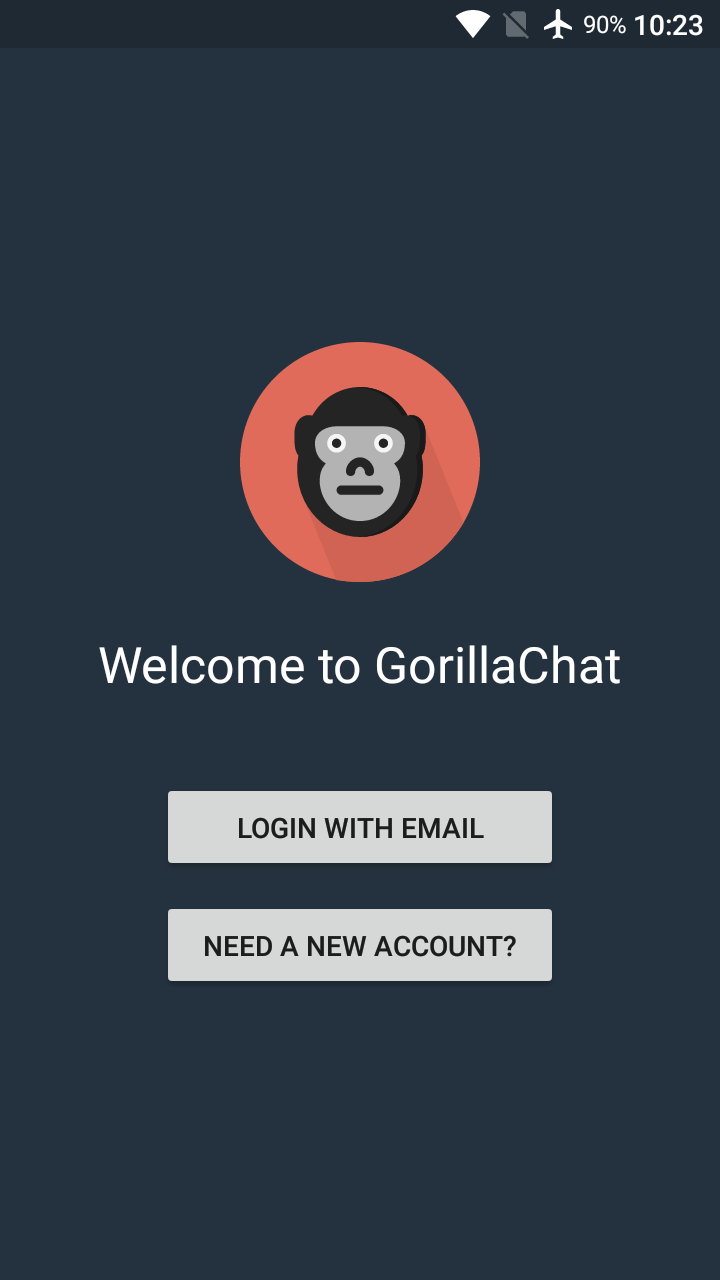 90% 10:23
Welcome to GorillaChat
LOGIN WITH EMAIL
NEED A NEW ACCOUNT?